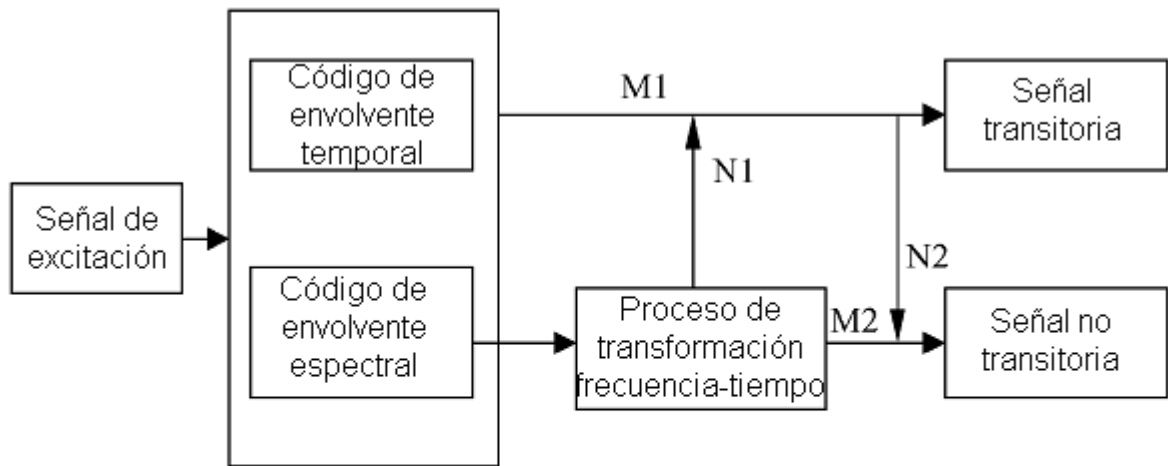 Código de
envolvente
temporal
M1
Señal
transitoria
N1
Señal de
excitación
N2
Código de
envolvente
espectral
Proceso de
transformación
frecuencia-tiempo
M2
Señal no
transitoria